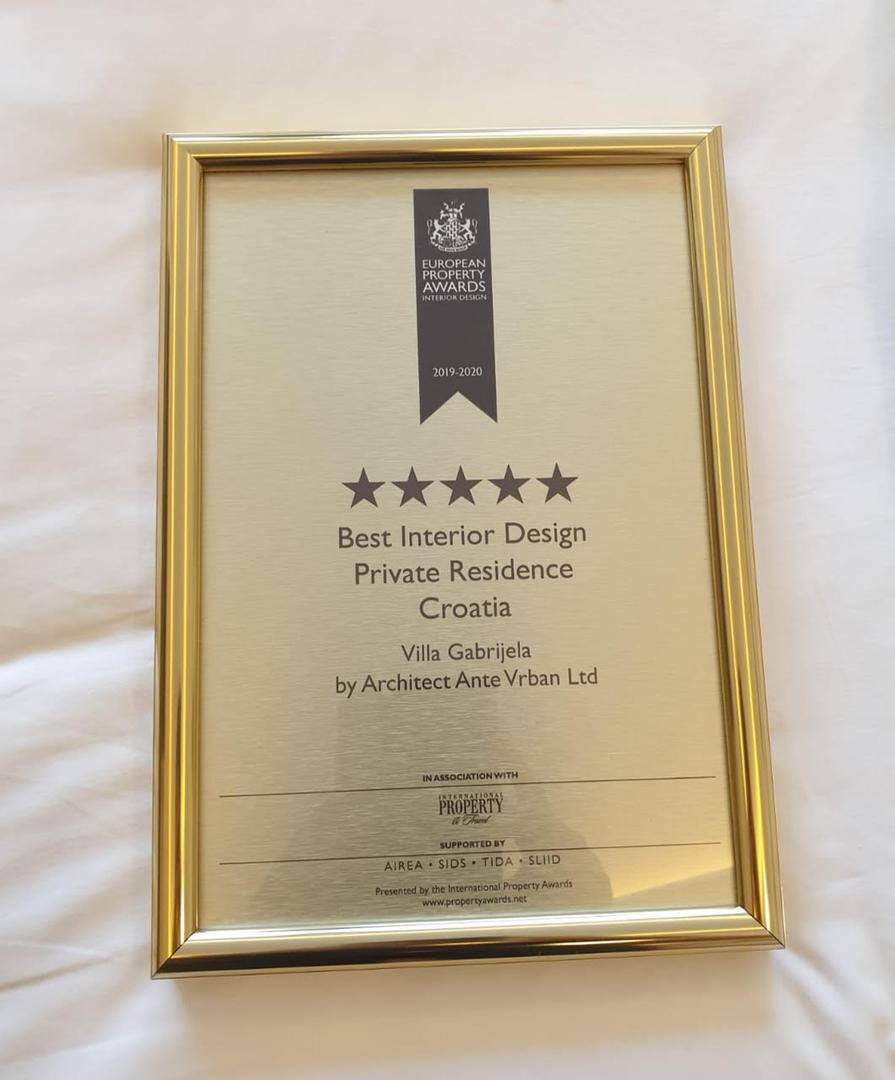 EUROPEAN
PROPERTY
AWARDS
INTERIOR DESIGN
2019-2020
Best Interior Design
Private Residence
Croatia
Villa Gabrijela
by Architect Ante Vrban Ltd
IN ASSOCIATION WITH
INTERNATIONAL
PROPERTY
& Travel
SUPPORTED BY
AIREA • SIDS • TIDA • SLIID
Presented by the International Property Awards
www.propertyawards.net